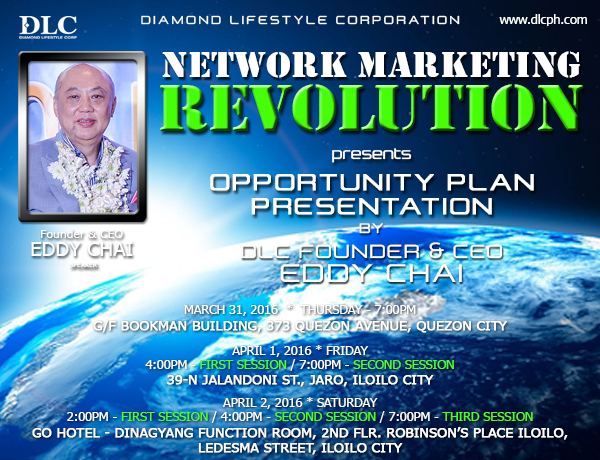 DLC
DIAMOND LIFESTYLE CORP
DIAMOND LIFESTYLE CORPORATION
www.dlcph.com
NETWORK MARKETING
REVOLUTION
presents
OPPORTUNITY PLAN
PRESENTATION
BY
DLC FOUNDER & CEO
EDDY CHAI
Founder & CEO
EDDY CHAI
SPEAKER
MARCH 31, 2016 * THURSDAY - 7:00PM
G/F BOOKMAN BUILDING, 373 QUEZON AVENUE, QUEZON CITY
APRIL 1, 2016 * FRIDAY
4:00PM - FIRST SESSION / 7:00PM - SECOND SESSION
39-N JALANDONI ST., JARO, ILOILO CITY
APRIL 2, 2016 * SATURDAY
2:00PM - FIRST SESSION / 4:00PM - SECOND SESSION / 7:00PM - THIRD SESSION
GO HOTEL - DINAGYANG FUNCTION ROOM, 2ND FLR. ROBINSON'S PLACE ILOILO,
LEDESMA STREET, ILOILO CITY